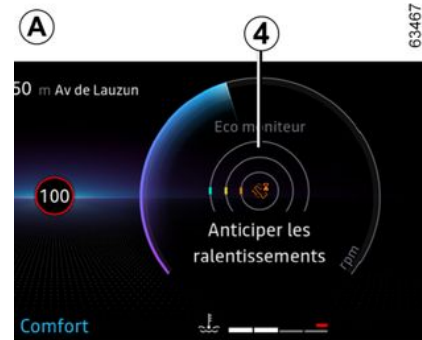 A
4
63467
50 m Av de Lauzun
Eco moniteur
100
Anticiper les
ralentissements
rpm
Comfort